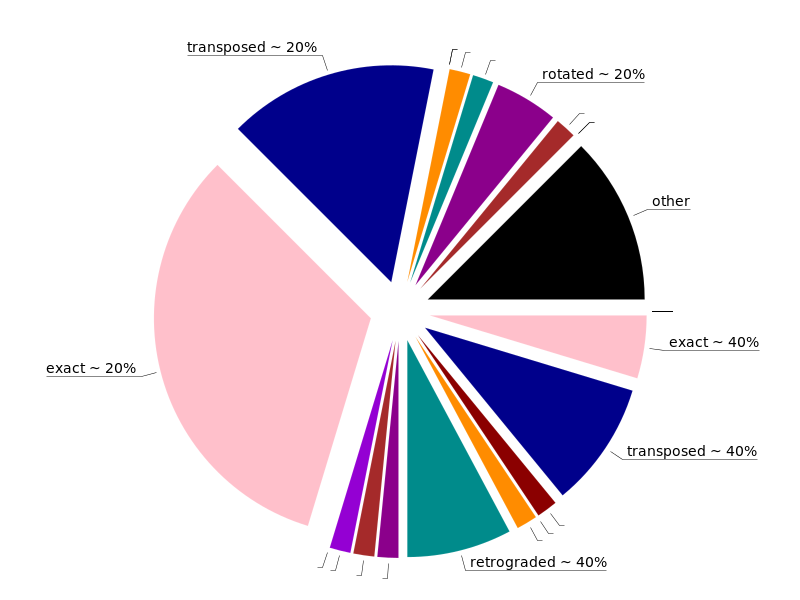 transposed ~ 20%
rotated ~ 20%
other
exact ~ 40%
exact ~ 20%
transposed ~ 40%
retrograded ~ 40%